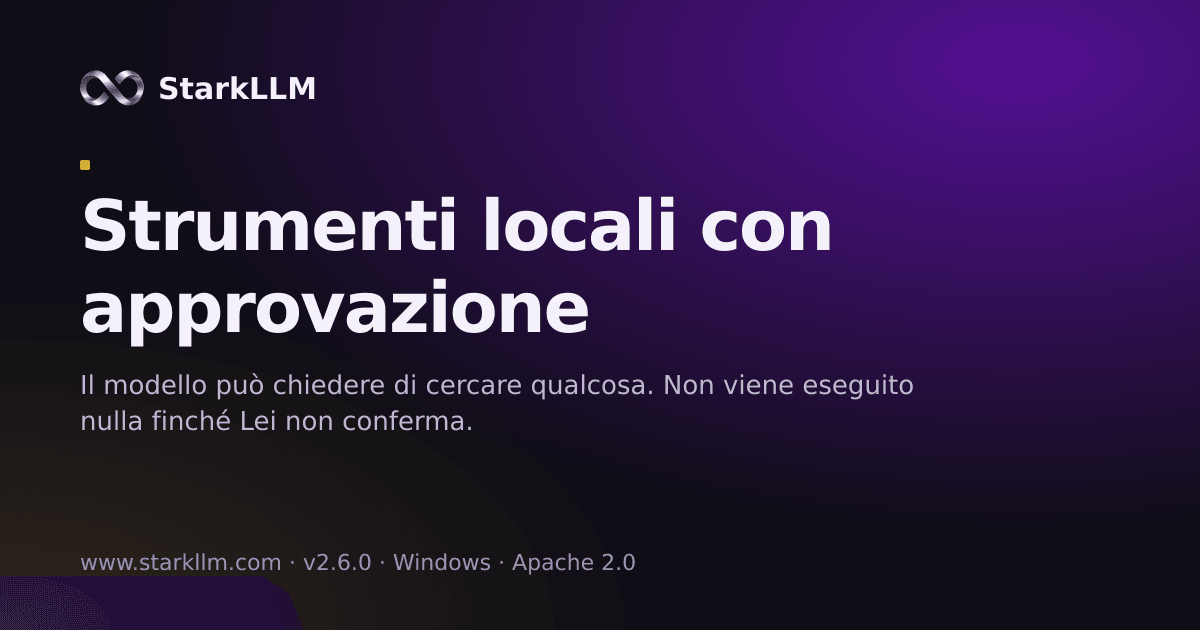 StarkLLM
Strumenti locali con
approvazione
Il modello può chiedere di cercare qualcosa. Non viene eseguito
nulla finché Lei non conferma.
www.starkllm.com · v2.6.0 · Windows · Apache 2.0